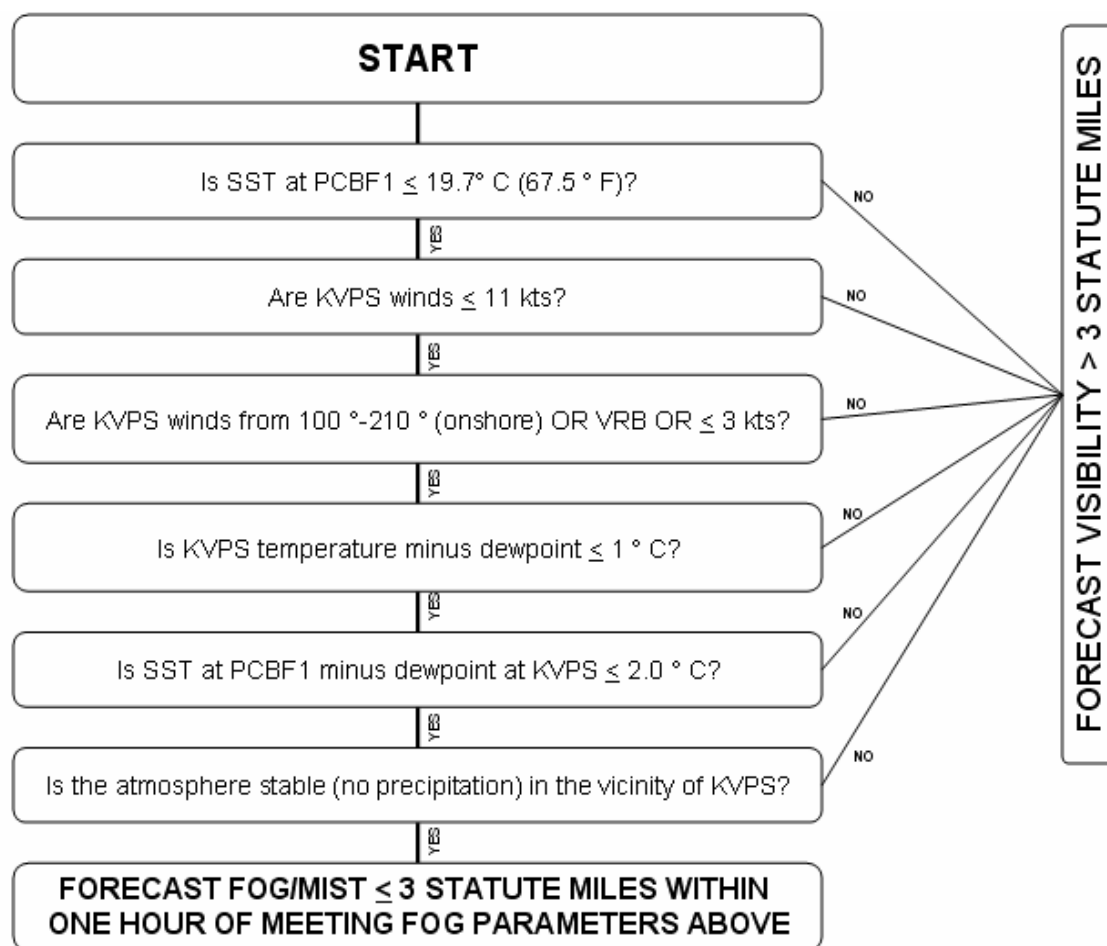 START
Is SST at PCBF1 ≤ 19.7° C (67.5 ° F)?
NO
YES
Are KVPS winds ≤ 11 kts?
NO
YES
Are KVPS winds from 100 °-210 ° (onshore) OR VRB OR ≤ 3 kts?
NO
YES
Is KVPS temperature minus dewpoint ≤ 1 ° C?
NO
YES
Is SST at PCBF1 minus dewpoint at KVPS ≤ 2.0 ° C?
NO
YES
Is the atmosphere stable (no precipitation) in the vicinity of KVPS?
NO
YES
FORECAST FOG/MIST ≤ 3 STATUTE MILES WITHIN
ONE HOUR OF MEETING FOG PARAMETERS ABOVE
FORECAST VISIBILITY > 3 STATUTE MILES